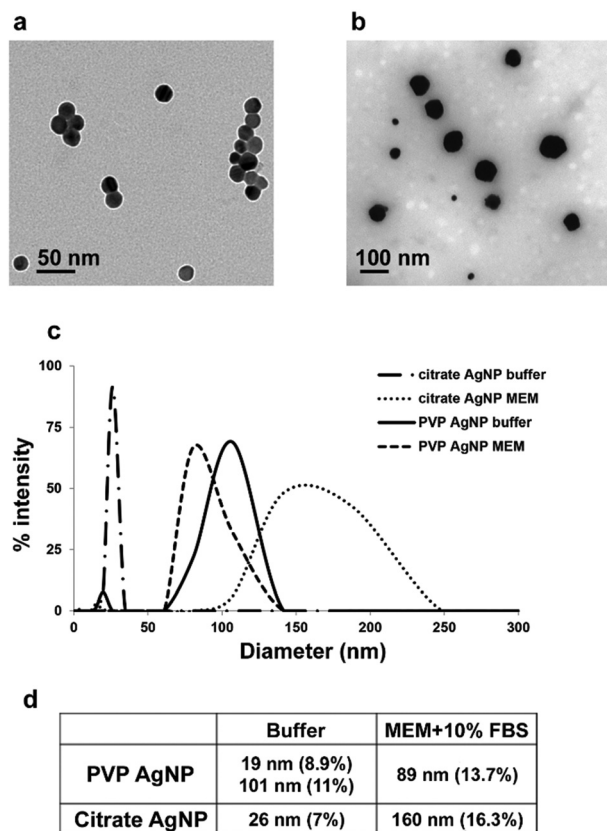 a
b
50 nm
100 nm
c
100
75
50
25
0
% intensity
citrate AgNP buffer
citrate AgNP MEM
PVP AgNP buffer
PVP AgNP MEM
0 50 100 150 200 250 300
Diameter (nm)
d
Buffer MEM+10% FBS
PVP AgNP 19 nm (8.9%) 89 nm (13.7%)
101 nm (11%)
Citrate AgNP 26 nm (7%) 160 nm (16.3%)